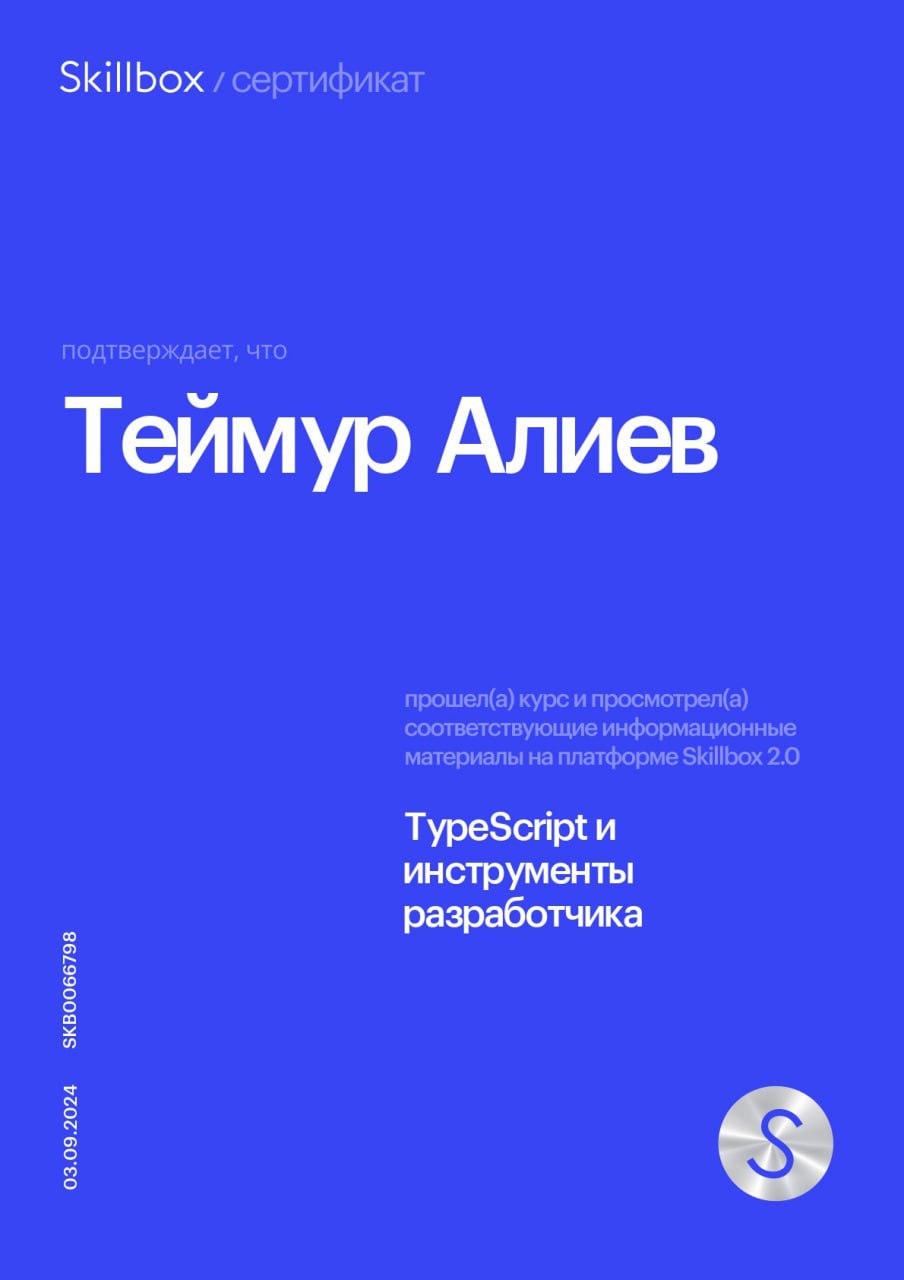 Skillbox / сертификат
подтверждает, что
Теймур Алиев
прошел(а) курс и просмотрел(а)
соответствующие информационные
материалы на платформе Skillbox 2.0
TypeScript и
инструменты
разработчика
03.09.2024 SKB0066798
S